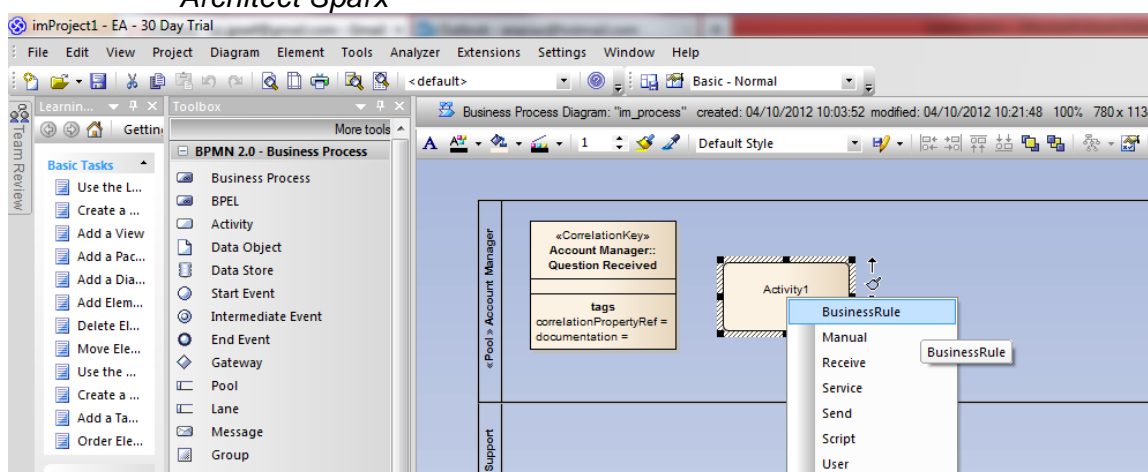 Architect Sparx
imProject1 - EA - 30 Day Trial
File Edit View Project Diagram Element Tools Analyzer Extensions Settings Window Help
<default>
Basic - Normal
Learnin...
Toolbox
Business Process Diagram: "im_process" created: 04/10/2012 10:03:52 modified: 04/10/2012 10:21:48 100% 780 x 113
Team Review
Gettin
More tools
A
1
Default Style
Basic Tasks
Use the L...
Create a ...
Add a View
Add a Pac...
Add a Dia...
Add Elem...
Delete El...
Move Ele...
Use the ...
Create a ...
Add a Ta...
Order Ele...
BPMN 2.0 - Business Process
Business Process
BPEL
Activity
Data Object
Data Store
Start Event
Intermediate Event
End Event
Gateway
Pool
Lane
Message
Group
«Pool» Account Manager
«CorrelationKey»
Account Manager::
Question Received
tags
correlationPropertyRef =
documentation =
Activity1
BusinessRule
Manual
Receive
Service
Send
Script
User
BusinessRule
Support